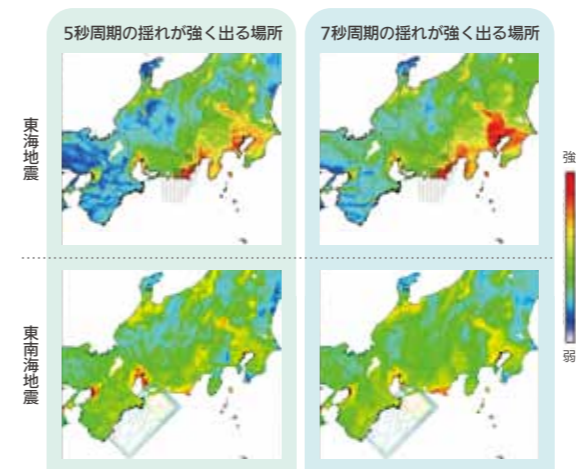 5秒周期の揺れが強く出る場所
7秒周期の揺れが強く出る場所
東海地震
強
弱
東南海地震